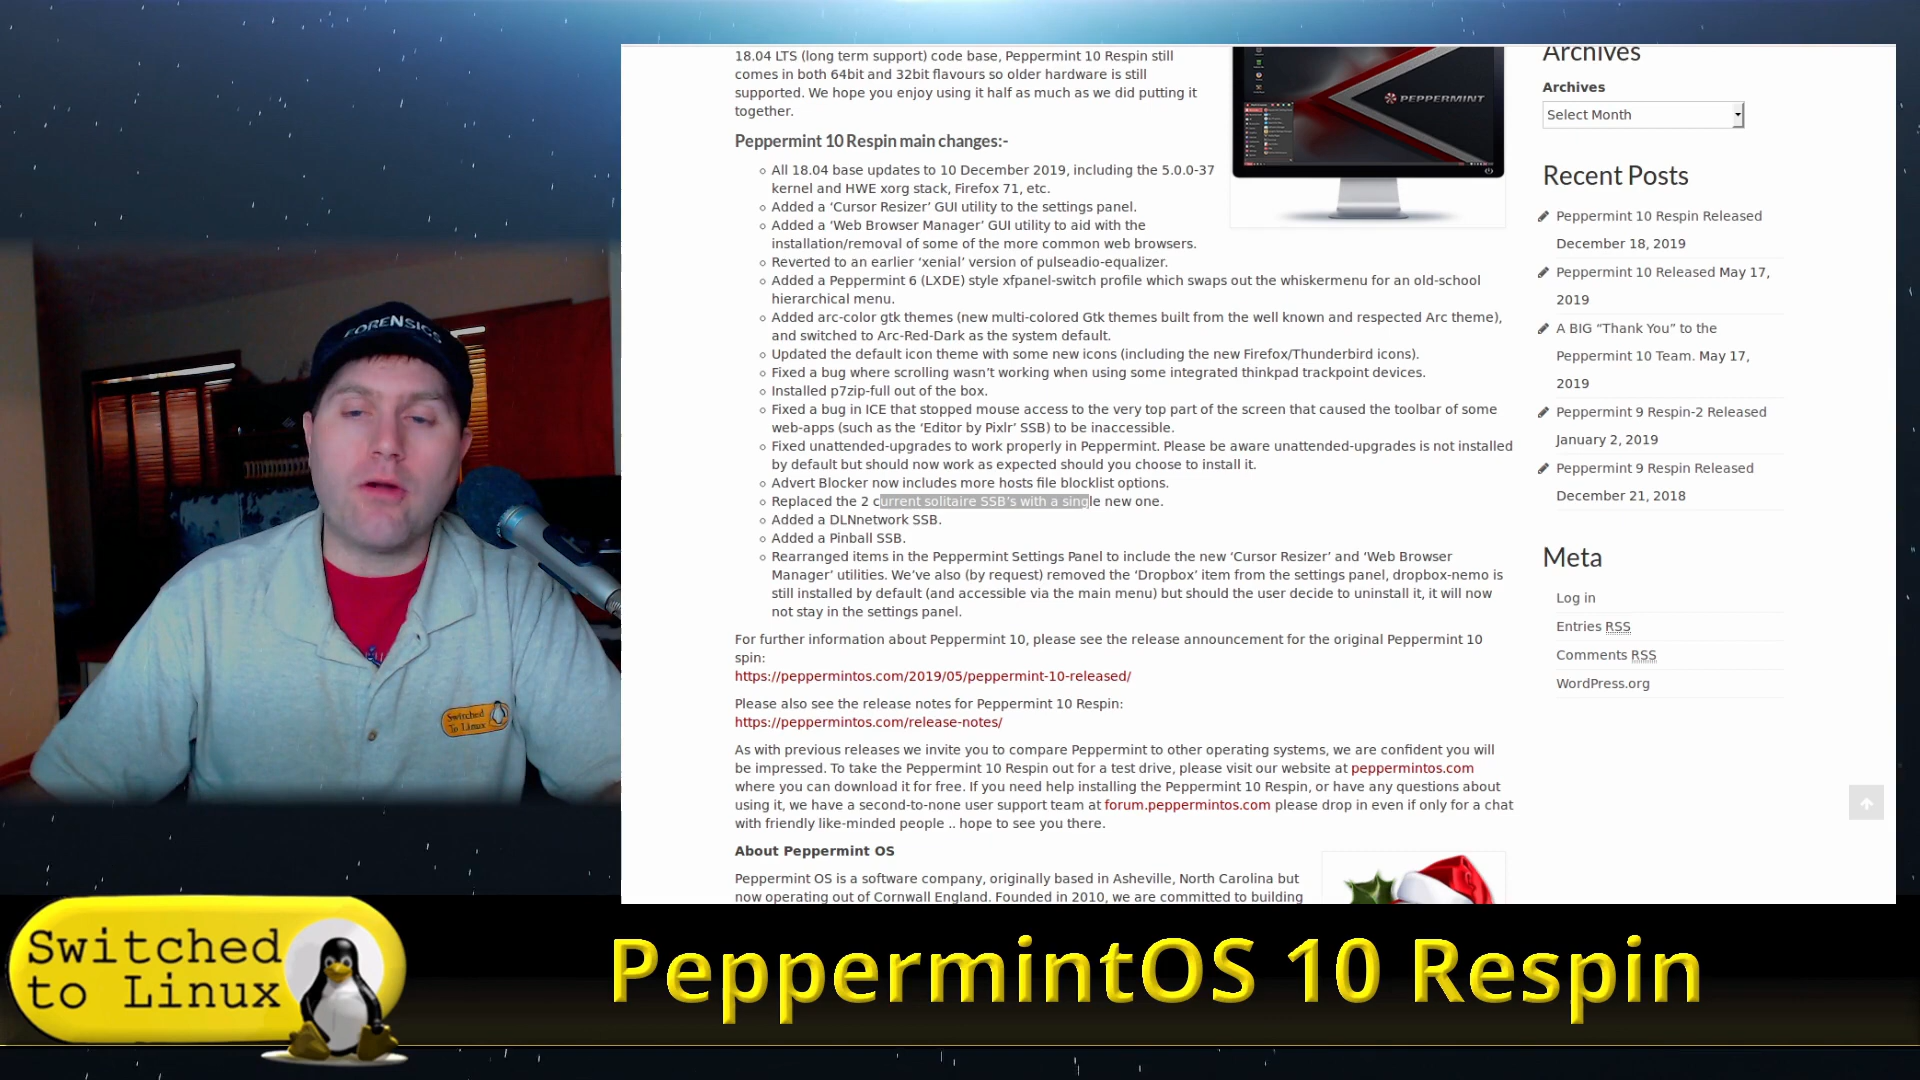 18.04 LTS (long term support) code base, Peppermint 10 Respin still
comes in both 64bit and 32bit flavours so older hardware is still
supported. We hope you enjoy using it half as much as we did putting it
together.
Peppermint 10 Respin main changes:-
All 18.04 base updates to 10 December 2019, including the 5.0.0-37
kernel and HWE xorg stack, Firefox 71, etc.
Added a ‘Cursor Resizer’ GUI utility to the settings panel.
Added a ‘Web Browser Manager’ GUI utility to aid with the
installation/removal of some of the more common web browsers.
Reverted to an earlier ‘xenial’ version of pulseadio-equalizer.
Added a Peppermint 6 (LXDE) style xfpanel-switch profile which swaps out the whiskermenu for an old-school
hierarchical menu.
Added arc-color gtk themes (new multi-colored Gtk themes built from the well known and respected Arc theme),
and switched to Arc-Red-Dark as the system default.
Updated the default icon theme with some new icons (including the new Firefox/Thunderbird icons).
Fixed a bug where scrolling wasn’t working when using some integrated thinkpad trackpoint devices.
Installed p7zip-full out of the box.
Fixed a bug in ICE that stopped mouse access to the very top part of the screen that caused the toolbar of some
web-apps (such as the ‘Editor by Pixlr’ SSB) to be inaccessible.
Fixed unattended-upgrades to work properly in Peppermint. Please be aware unattended-upgrades is not installed
by default but should now work as expected should you choose to install it.
Advert Blocker now includes more hosts file blocklist options.
Replaced the 2 current solitaire SSB’s with a single new one.
Added a DLNnetwork SSB.
Added a Pinball SSB.
Rearranged items in the Peppermint Settings Panel to include the new ‘Cursor Resizer’ and ‘Web Browser
Manager’ utilities. We’ve also (by request) removed the ‘Dropbox’ item from the settings panel, dropbox-nemo is
still installed by default (and accessible via the main menu) but should the user decide to uninstall it, it will now
not stay in the settings panel.
For further information about Peppermint 10, please see the release announcement for the original Peppermint 10
spin:
https://peppermintos.com/2019/05/peppermint-10-released/
Please also see the release notes for Peppermint 10 Respin:
https://peppermintos.com/release-notes/
As with previous releases we invite you to compare Peppermint to other operating systems, we are confident you will
be impressed. To take the Peppermint 10 Respin out for a test drive, please visit our website at peppermintos.com
where you can download it for free. If you need help installing the Peppermint 10 Respin, or have any questions about
using it, we have a second-to-none user support team at forum.peppermintos.com please drop in even if only for a chat
with friendly like-minded people .. hope to see you there.
About Peppermint OS
Peppermint OS is a software company, originally based in Asheville, North Carolina but
now operating out of Cornwall England. Founded in 2010, we are committed to building
PEPPERMINT
Archives
Archives
Select Month
Recent Posts
Peppermint 10 Respin Released
December 18, 2019
Peppermint 10 Released May 17,
2019
A BIG “Thank You” to the
Peppermint 10 Team. May 17,
2019
Peppermint 9 Respin-2 Released
January 2, 2019
Peppermint 9 Respin Released
December 21, 2018
Meta
Log in
Entries RSS
Comments RSS
WordPress.org
FORENSICS
Switched
To Linux
Switched
to Linux
PeppermintOS 10 Respin